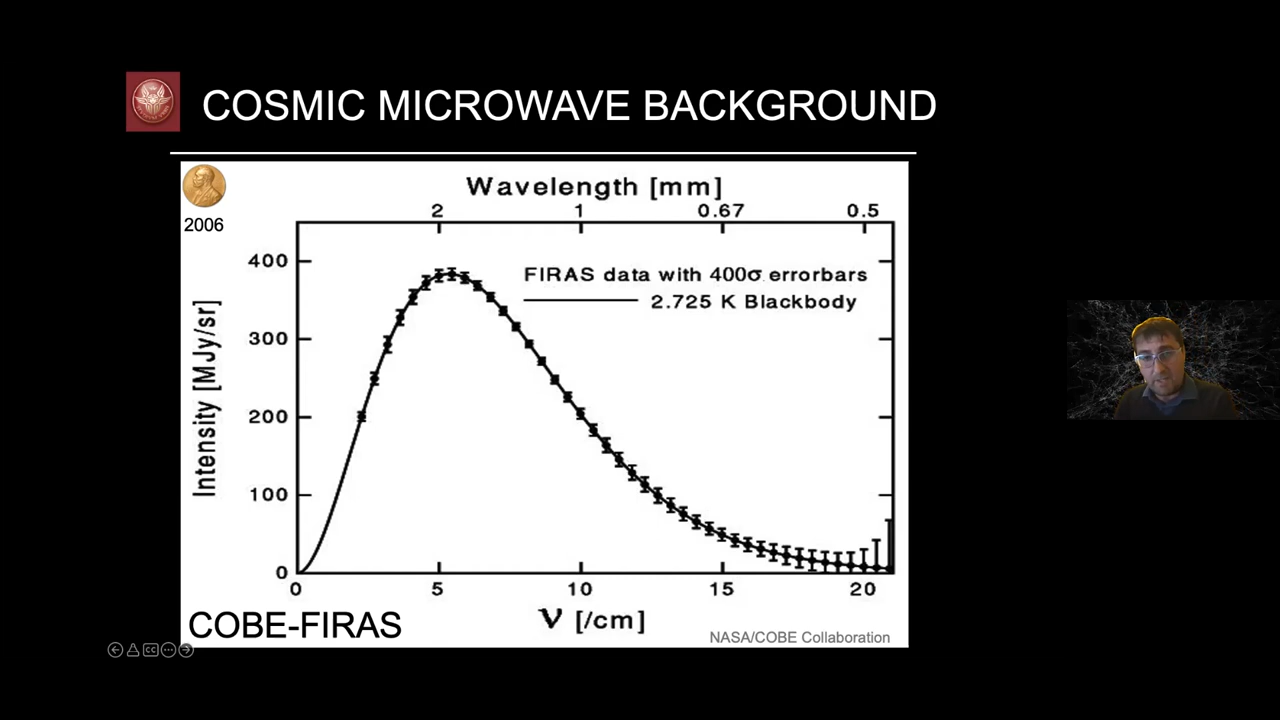 COSMIC MICROWAVE BACKGROUND
2006
Wavelength [mm]
2 1 0.67 0.5
400
300
200
100
0
Intensity [MJy/sr]
FIRAS data with 400σ errorbars
2.725 K Blackbody
0 5 10 15 20
ν [/cm]
COBE-FIRAS
NASA/COBE Collaboration
CC